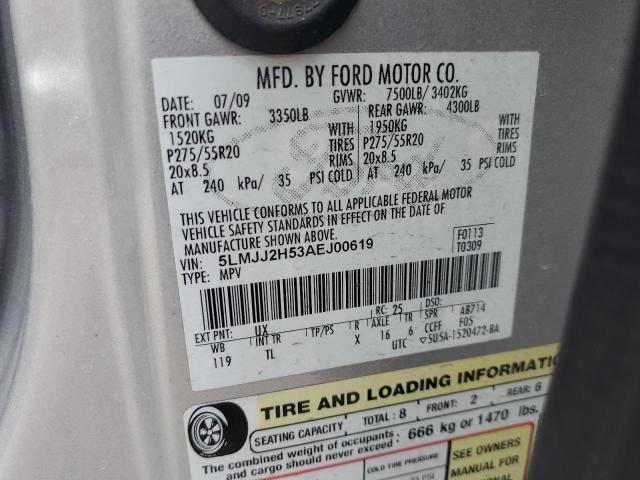 MFD. BY FORD MOTOR CO.
DATE: 07/09 GVWR: 7500LB/3402KG
FRONT GAWR: 3350LB REAR GAWR: 4300LB
1520KG WITH 1950KG WITH
P275/55R20 TIRES P275/55R20 TIRES
20x8.5 RIMS 20x8.5 RIMS
AT 240 kPa/ 35 PSI COLD AT 240 kPa/ 35 PSI COLD
THIS VEHICLE CONFORMS TO ALL APPLICABLE FEDERAL MOTOR
VEHICLE SAFETY STANDARDS IN EFFECT ON THE DATE OF
MANUFACTURE SHOWN ABOVE.
VIN: 5LMJJ2H53AEJ00619 F0113
TYPE: MPV T0309
EXT PNT: UX RC: 25 DSO:
WB INT TR TP/PS R AXLE TR SPR AB714
119 TL X 16 6 CCFF F05
UTC ▽5U5A-1520472-BA
TIRE AND LOADING INFORMATI
SEATING CAPACITY TOTAL: 8 FRONT: 2 REAR: 6
The combined weight of occupants
and cargo should never exceed: 666 kg or 1470 lbs.
COLD TIRE PRESSURE SEE OWNERS
MANUAL FOR